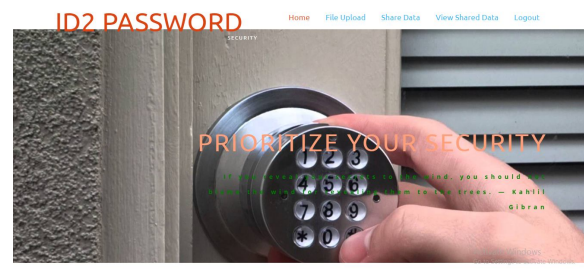 ID2 PASSWORD
SECURITY
Home File Upload Share Data View Shared Data Logout
PRIORITIZE YOUR SECURITY
If you reveal your secrets to the wind, you should not
blame the wind for revealing them to the trees. — Kahlil
Gibran
1 2 3
4 5 6
7 8 9
*